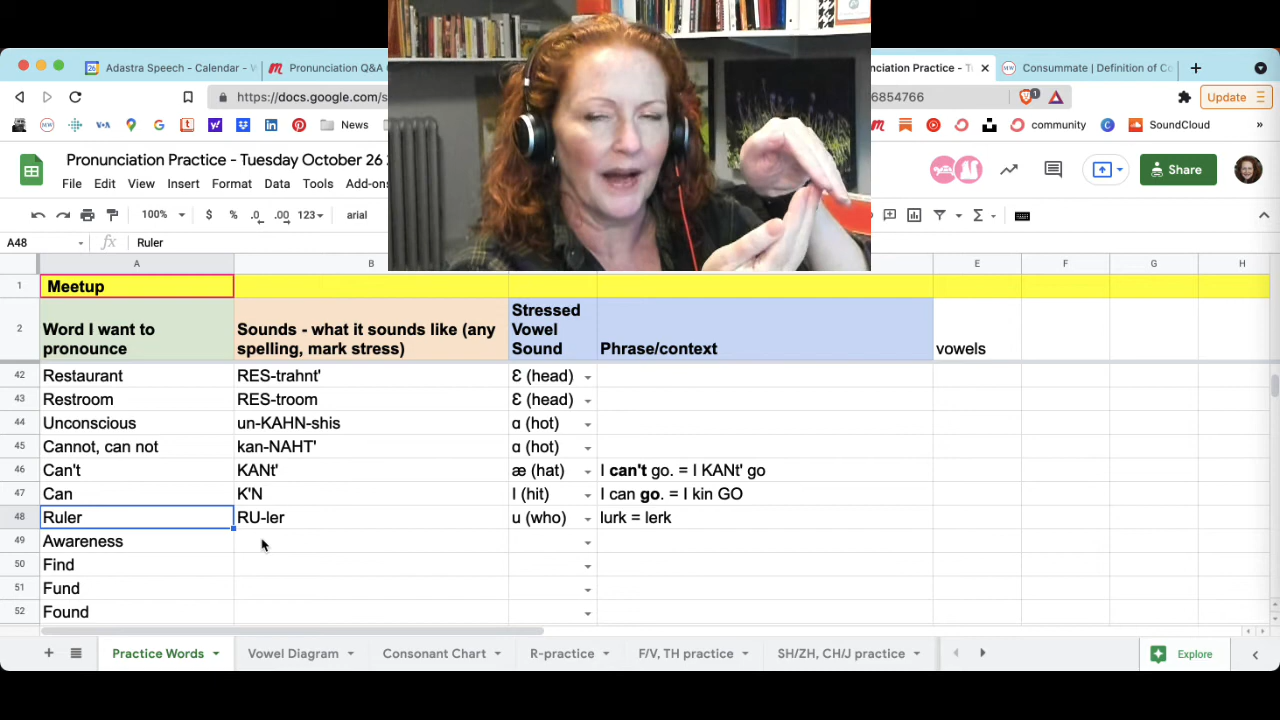 26 Adastra Speech - Calendar - W
Pronunciation Q&A
nciation Practice - T
Consummate | Definition of Co
https://docs.google.com/s
6854766
1
Update
News
community
SoundCloud
Pronunciation Practice - Tuesday October 26 2
File Edit View Insert Format Data Tools Add-ons
Share
100% $ % .0 .00 123 arial
A48 fx Ruler
A B E F G H
1 Meetup
2 Word I want to pronounce
Sounds - what it sounds like (any spelling, mark stress)
Stressed Vowel Sound
Phrase/context
vowels
42 Restaurant RES-trahnt' Ɛ (head)
43 Restroom RES-troom Ɛ (head)
44 Unconscious un-KAHN-shis ɑ (hot)
45 Cannot, can not kan-NAHT' ɑ (hot)
46 Can't KANt' æ (hat) I can't go. = I KANt' go
47 Can K'N I (hit) I can go. = I kin GO
48 Ruler RU-ler u (who) lurk = lerk
49 Awareness
50 Find
51 Fund
52 Found
Practice Words Vowel Diagram Consonant Chart R-practice F/V, TH practice SH/ZH, CH/J practice Explore